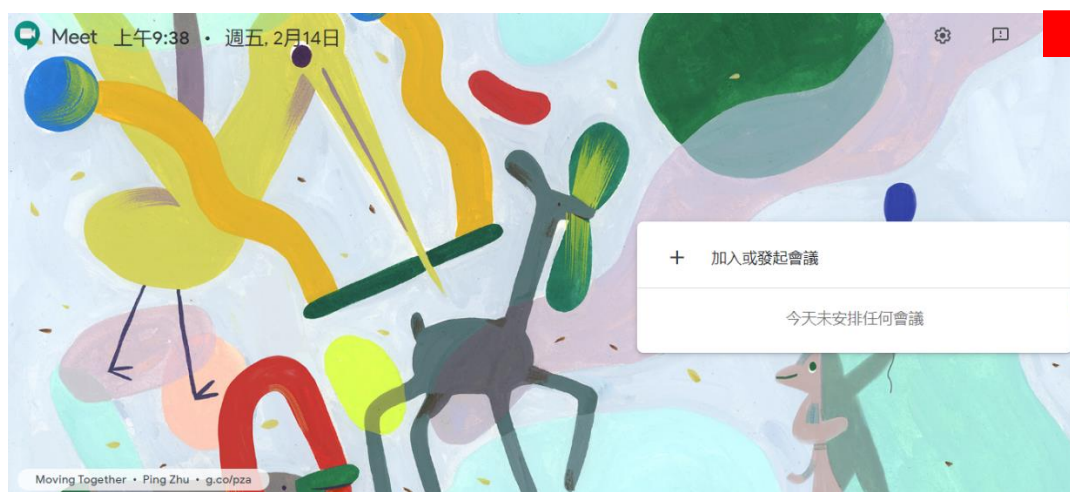 Meet 上午9:38 • 週五, 2月14日
加入或發起會議
今天未安排任何會議
Moving Together • Ping Zhu • g.co/pza